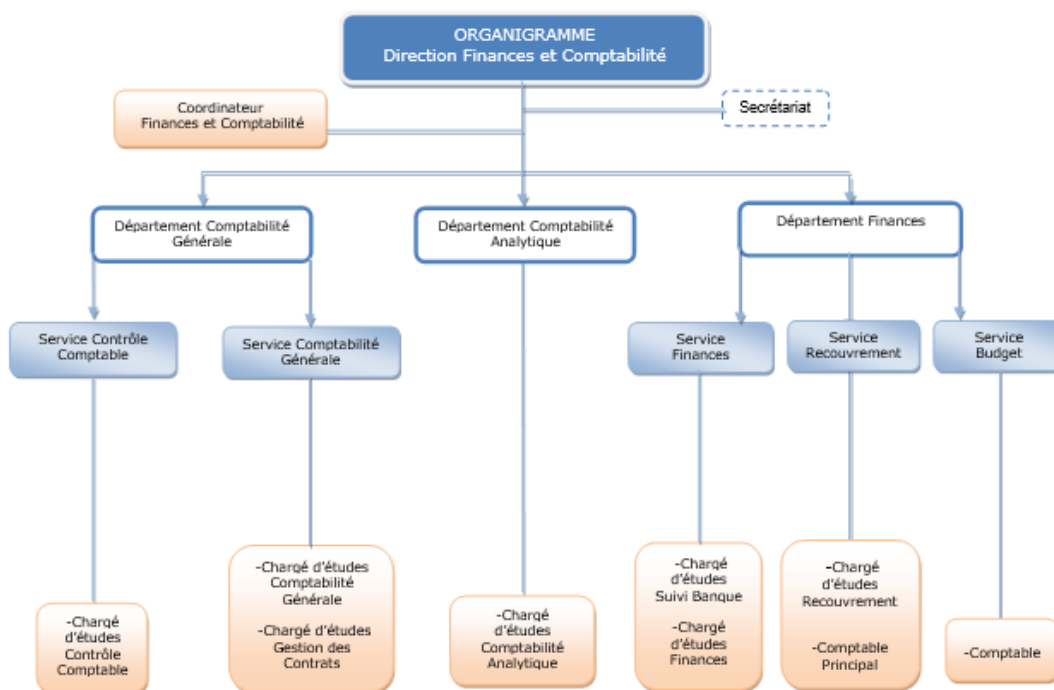 ORGANIGRAMME
Direction Finances et Comptabilité
Coordinateur
Finances et Comptabilité
Secrétariat
Département Comptabilité
Générale
Département Comptabilité
Analytique
Département Finances
Service Contrôle
Comptable
Service Comptabilité
Générale
Service
Finances
Service
Recouvrement
Service
Budget
-Chargé
d'études
Contrôle
Comptable
-Chargé d'études
Comptabilité
Générale
-Chargé d'études
Gestion des
Contrats
-Chargé
d'études
Comptabilité
Analytique
-Chargé
d'études
Suivi Banque
-Chargé
d'études
Finances
-Chargé
d'études
Recouvrement
-Comptable
Principal
-Comptable